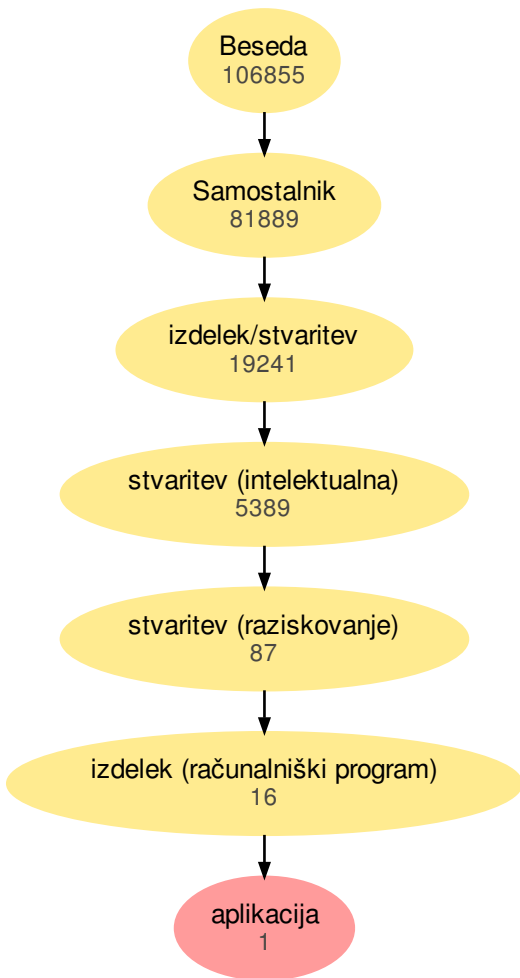 Beseda
106855
Samostalnik
81889
izdelek/stvaritev
19241
stvaritev (intelektualna)
5389
stvaritev (raziskovanje)
87
izdelek (računalniški program)
16
aplikacija
1